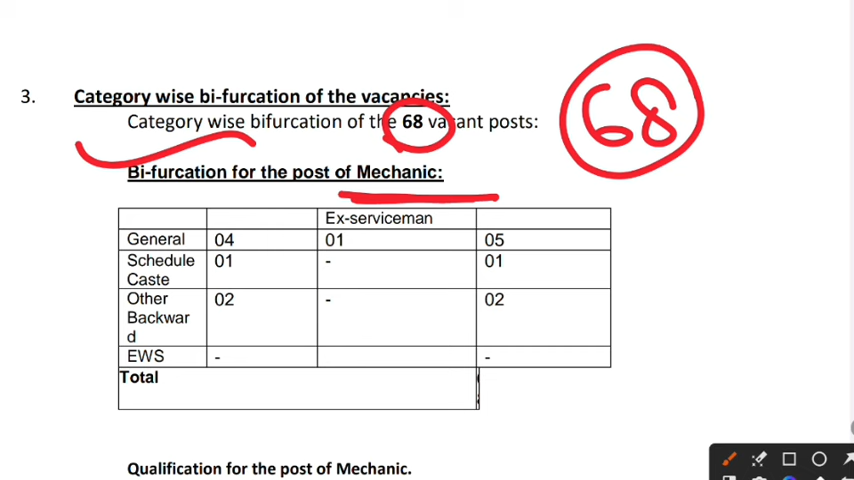 3. Category wise bi-furcation of the vacancies:
Category wise bifurcation of the 68 vacant posts:
68
Bi-furcation for the post of Mechanic:
Ex-serviceman
General 04 01 05
Schedule Caste 01 - 01
Other Backwar d 02 - 02
EWS - -
Total
Qualification for the post of Mechanic.